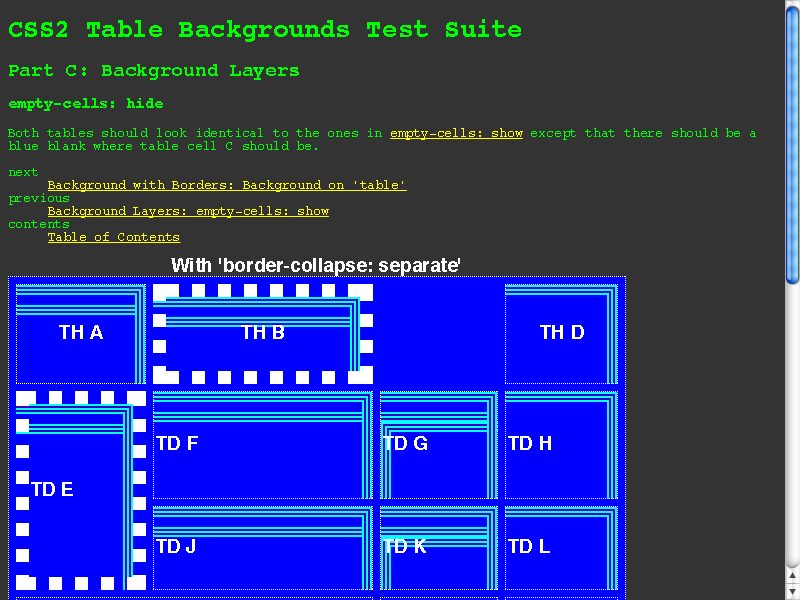 CSS2 Table Backgrounds Test Suite
Part C: Background Layers
empty-cells: hide
Both tables should look identical to the ones in empty-cells: show except that there should be a
blue blank where table cell C should be.
next
Background with Borders: Background on 'table'
previous
Background Layers: empty-cells: show
contents
Table of Contents
With 'border-collapse: separate'
TH A TH B TH D
TD F TD G TD H
TD E
TD J TD K TD L